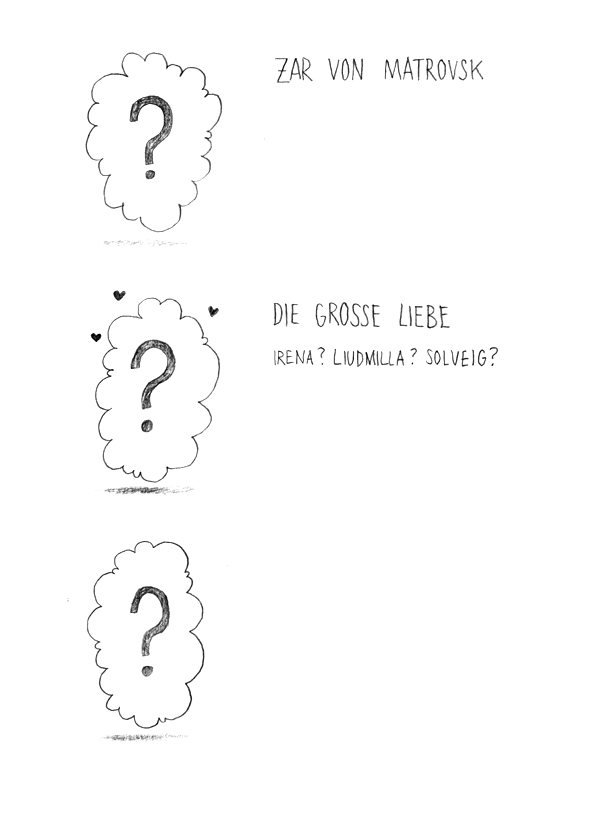 ?
ZAR VON MATROVSK
?
DIE GROSSE LIEBE
IRENA? LIUDMILLA? SOLVEIG?
?